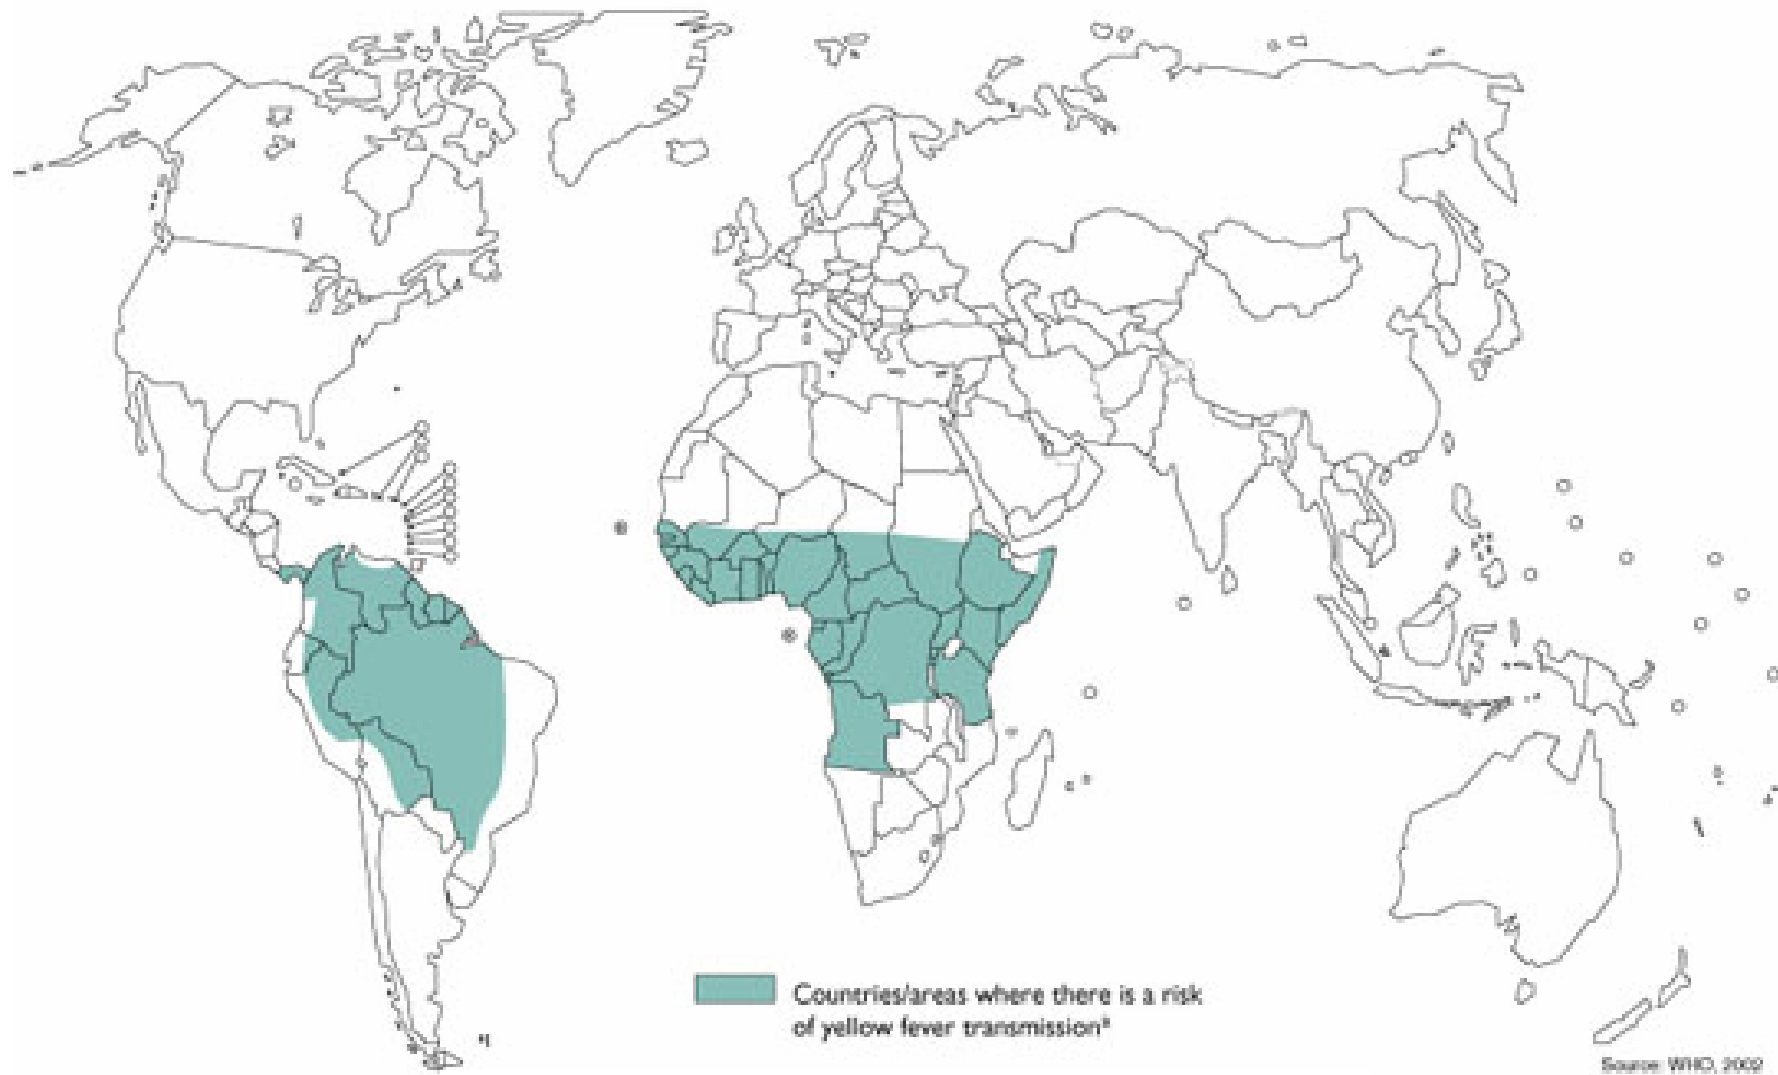 Countries/areas where there is a risk
of yellow fever transmission*
Source: WHO, 2002